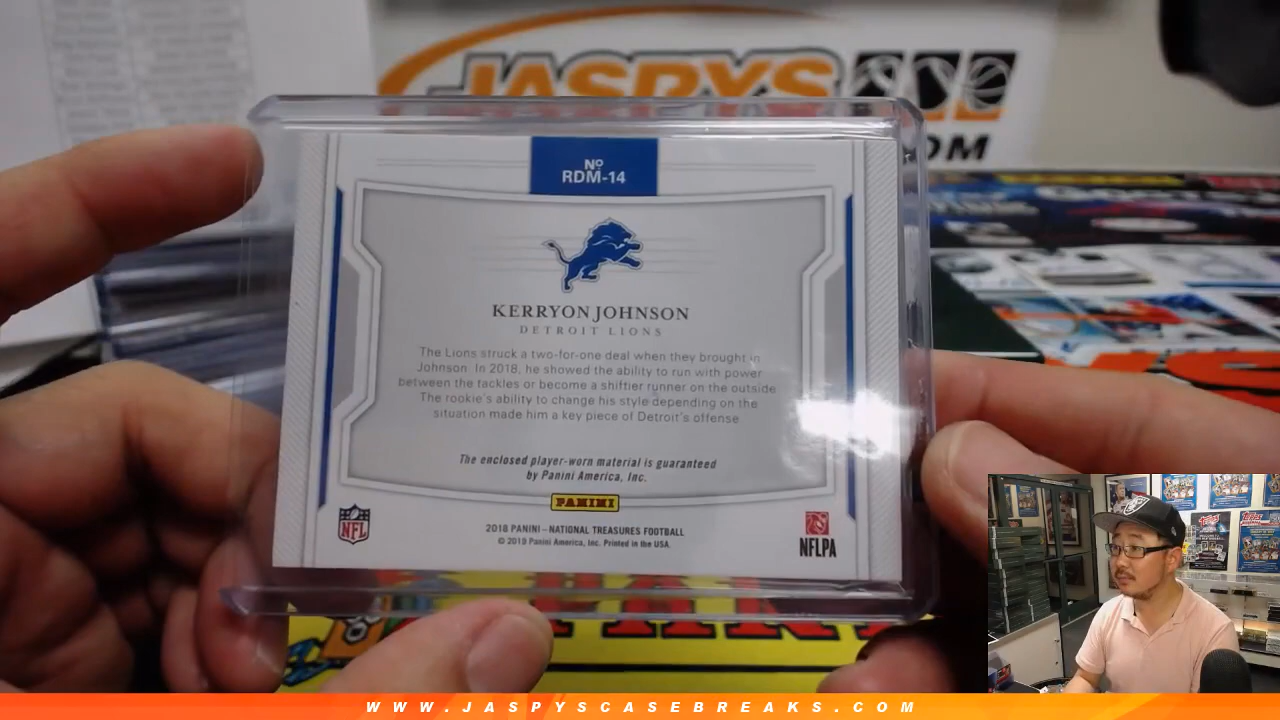 JASPYS
.COM
Nº
RDM-14
KERRYON JOHNSON
DETROIT LIONS
The Lions struck a two-for-one deal when they brought in
Johnson. In 2018, he showed the ability to run with power
between the tackles or become a shiftier runner on the outside
The rookie's ability to change his style depending on the
situation made him a key piece of Detroit's offense
The enclosed player-worn material is guaranteed
by Panini America, Inc.
PANINI
2018 PANINI – NATIONAL TREASURES FOOTBALL
© 2019 Panini America, Inc. Printed in the USA.
NFL
NFLPA
WWW.JASPYSCASEBREAKS.COM